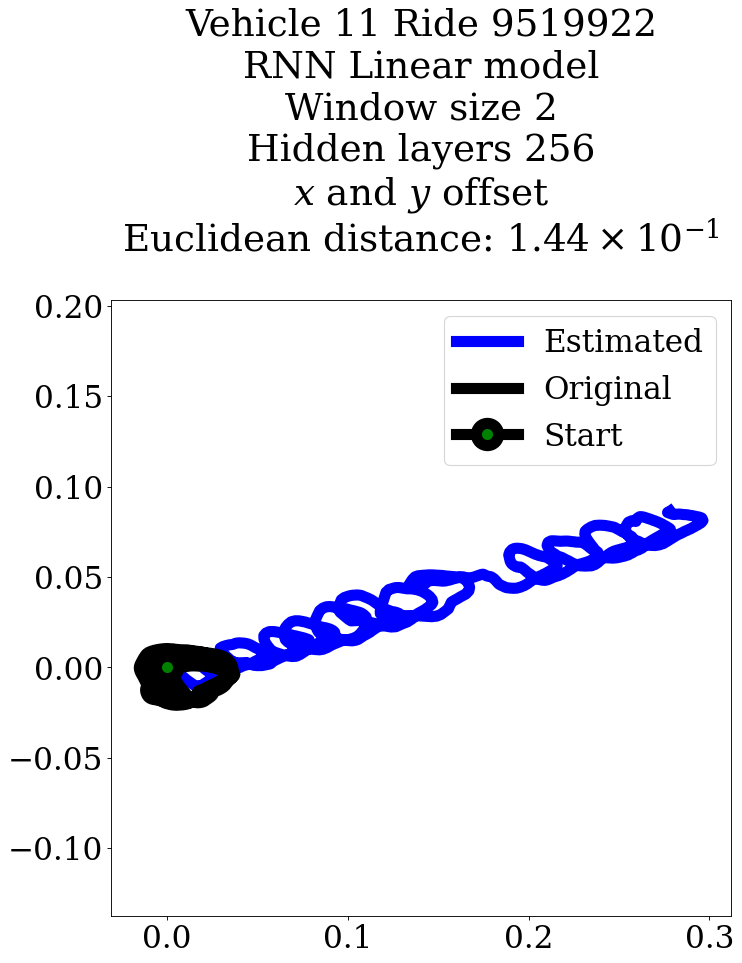 Vehicle 11 Ride 9519922
RNN Linear model
Window size 2
Hidden layers 256
x and y offset
Euclidean distance: 1.44 × 10⁻¹
Estimated
Original
Start
0.20
0.15
0.10
0.05
0.00
−0.05
−0.10
0.0 0.1 0.2 0.3